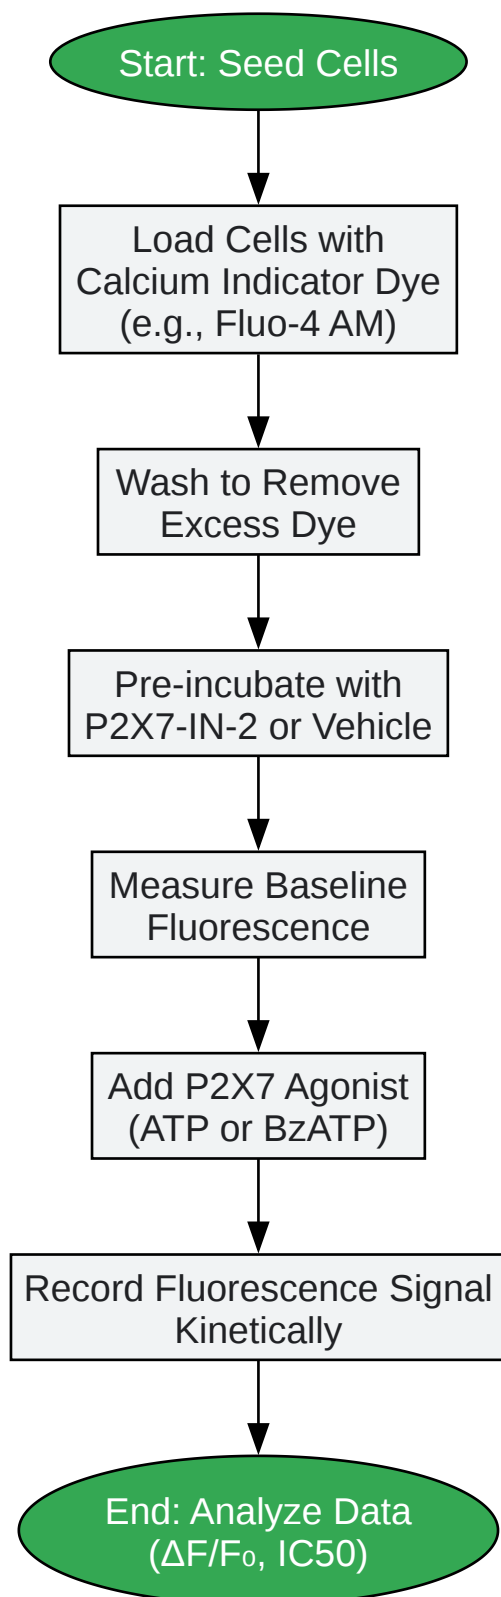 Start: Seed Cells
Load Cells with
Calcium Indicator Dye
(e.g., Fluo-4 AM)
Wash to Remove
Excess Dye
Pre-incubate with
P2X7-IN-2 or Vehicle
Measure Baseline
Fluorescence
Add P2X7 Agonist
(ATP or BzATP)
Record Fluorescence Signal
Kinetically
End: Analyze Data
(ΔF/F₀, IC50)